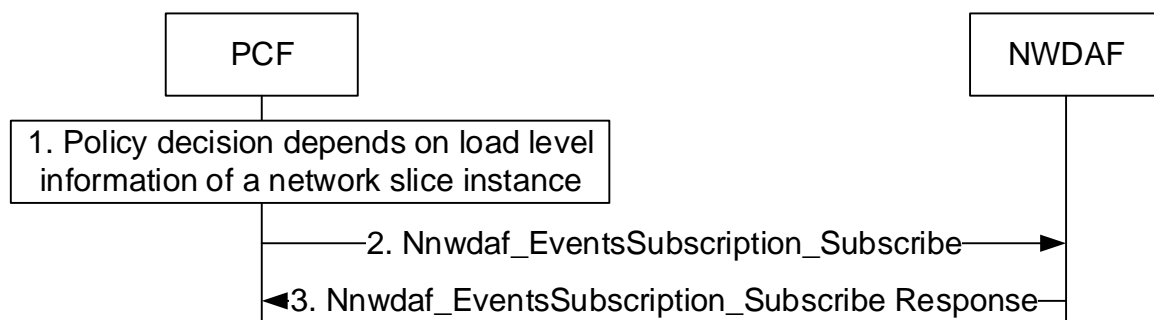 PCF
NWDAF
1. Policy decision depends on load level
information of a network slice instance
2. Nnwdaf_EventsSubscription_Subscribe
3. Nnwdaf_EventsSubscription_Subscribe Response